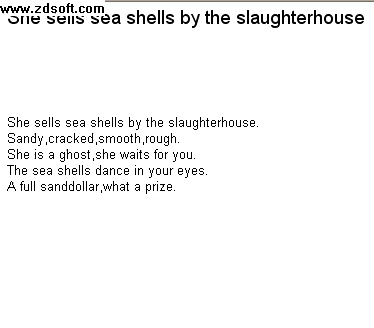 www.zdsoft.com
She sells sea shells by the slaughterhouse
She sells sea shells by the slaughterhouse.
Sandy,cracked,smooth,rough.
She is a ghost,she waits for you.
The sea shells dance in your eyes.
A full sanddollar,what a prize.